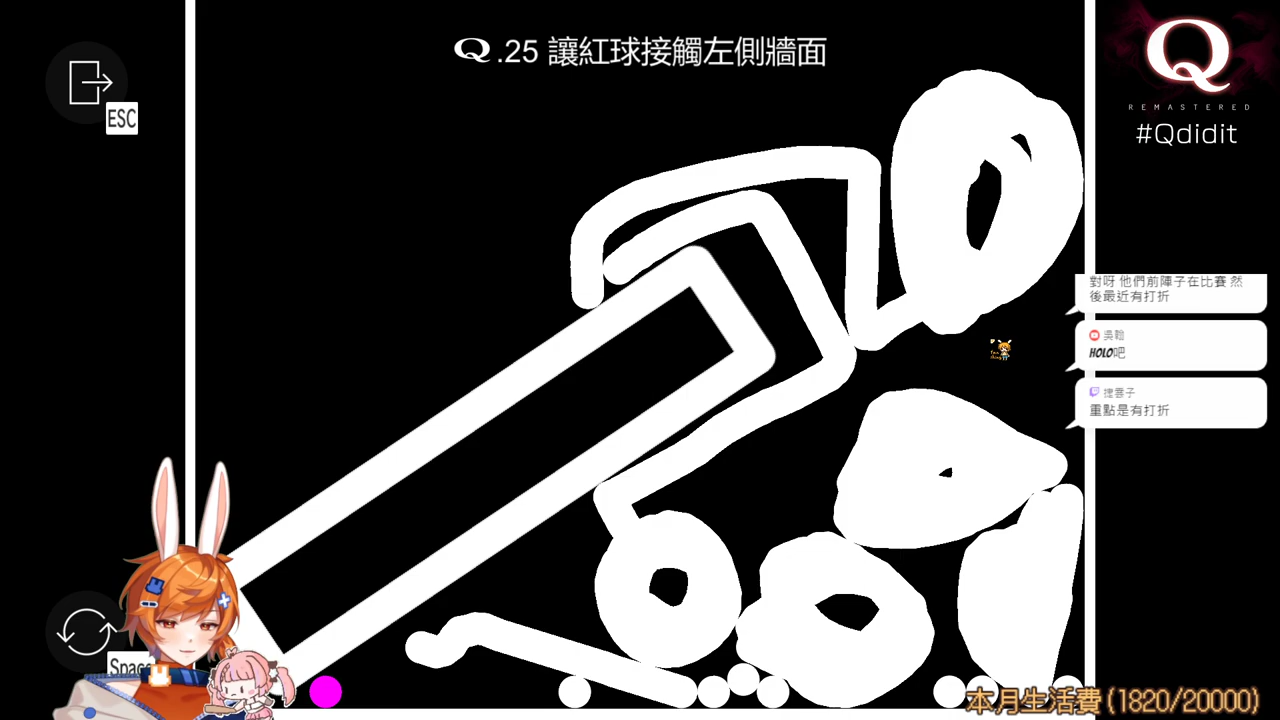 Q.25 讓紅球接觸左側牆面
ESC
Q
REMASTERED
#Qdidit
對呀 他們前陣子在比賽 然
後最近有打折
吳翰
HOLO吧
捷雲子
重點是有打折
Space
本月生活費(1820/20000)